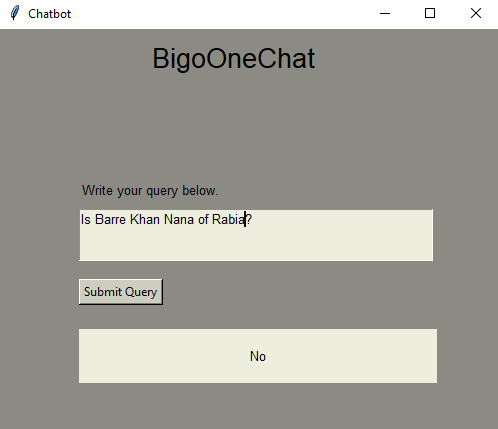 Chatbot
BigoOneChat
Write your query below.
Is Barre Khan Nana of Rabia?
Submit Query
No